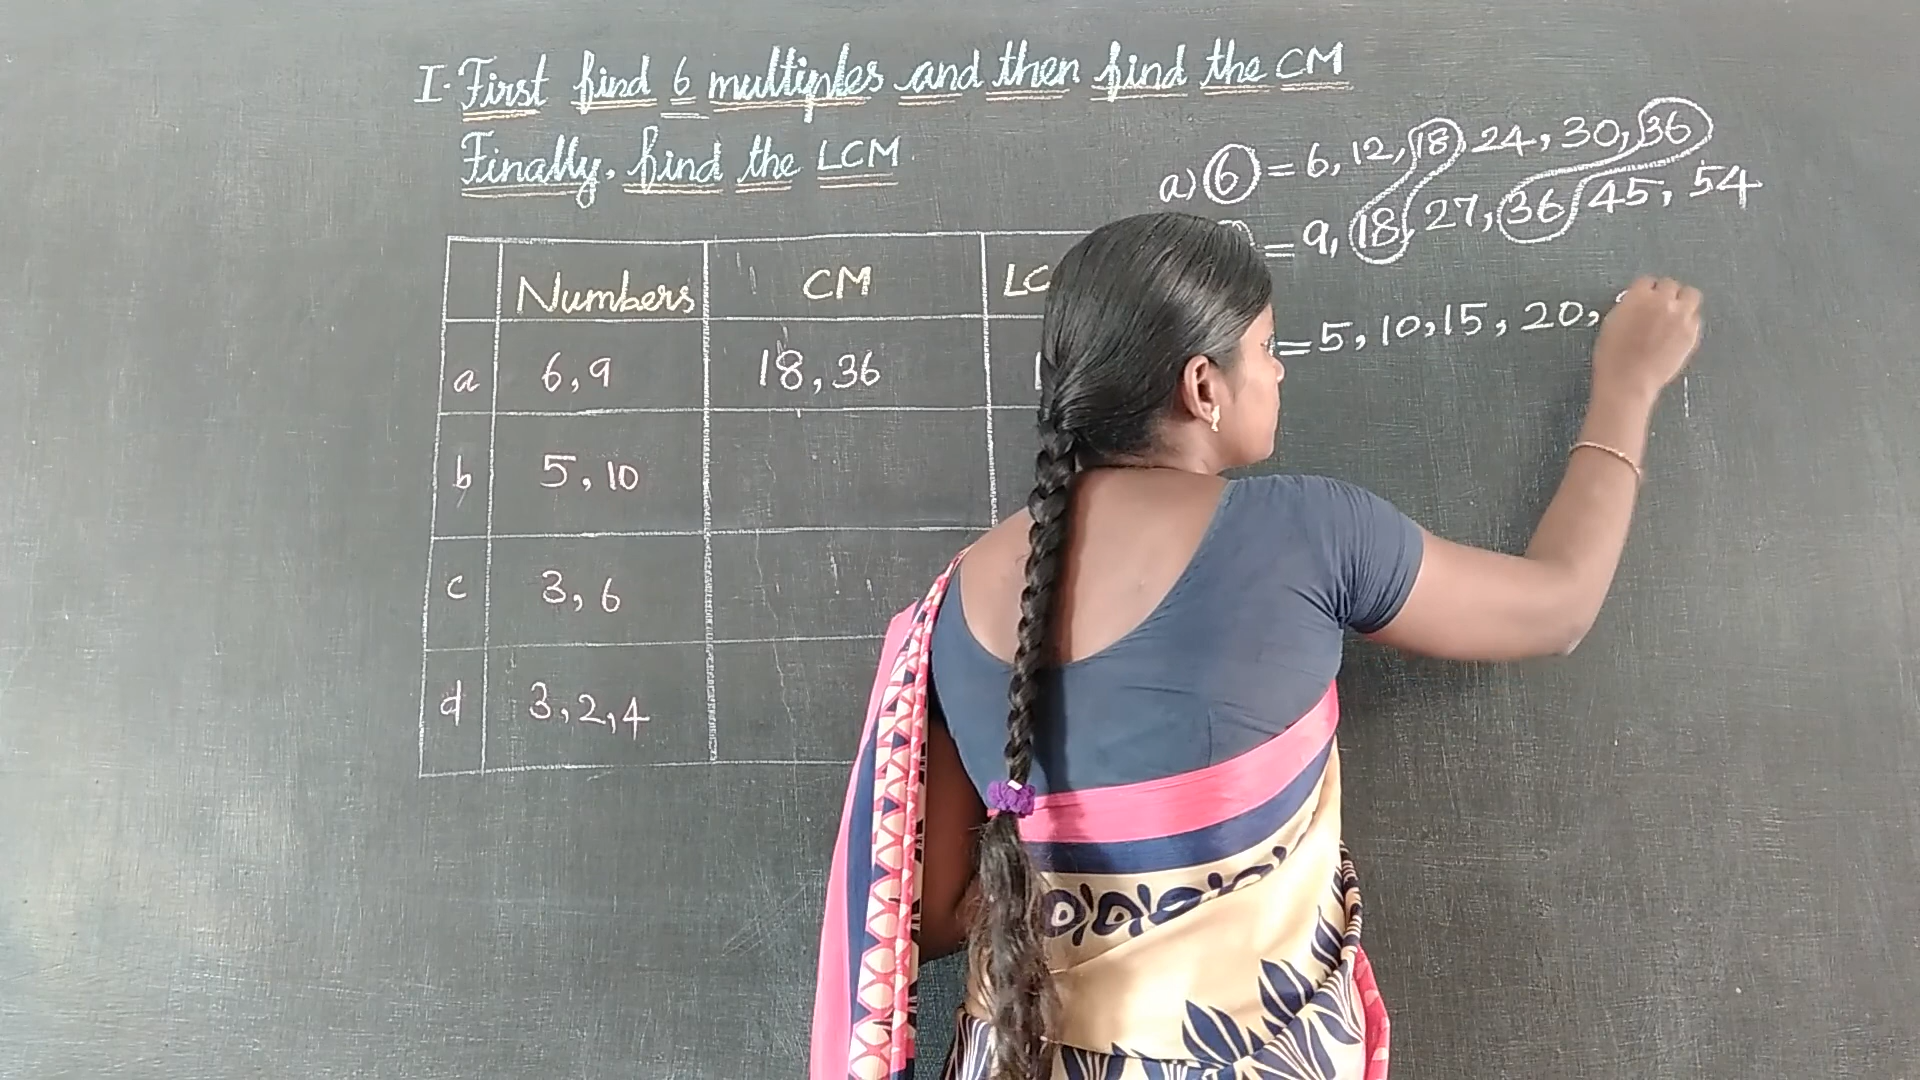 I. First find 6 multiples and then find the CM
Finally, find the LCM.
a) 6 = 6, 12, 18, 24, 30, 36
= 9, 18, 27, 36, 45, 54
= 5, 10, 15, 20,
Numbers CM LC
a 6, 9 18, 36
b 5, 10
c 3, 6
d 3, 2, 4